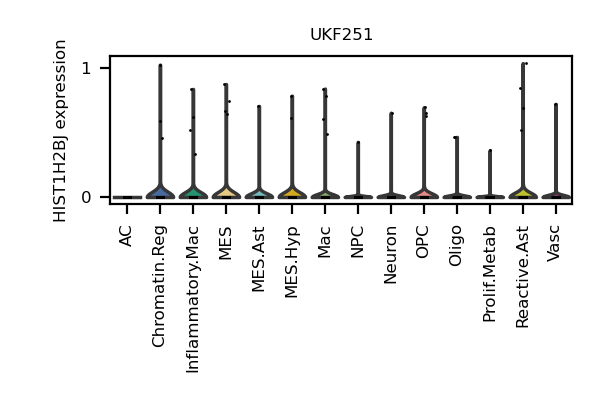 UKF251
HIST1H2BJ expression
1
0
AC
Chromatin.Reg
Inflammatory.Mac
MES
MES.Ast
MES.Hyp
Mac
NPC
Neuron
OPC
Oligo
Prolif.Metab
Reactive.Ast
Vasc